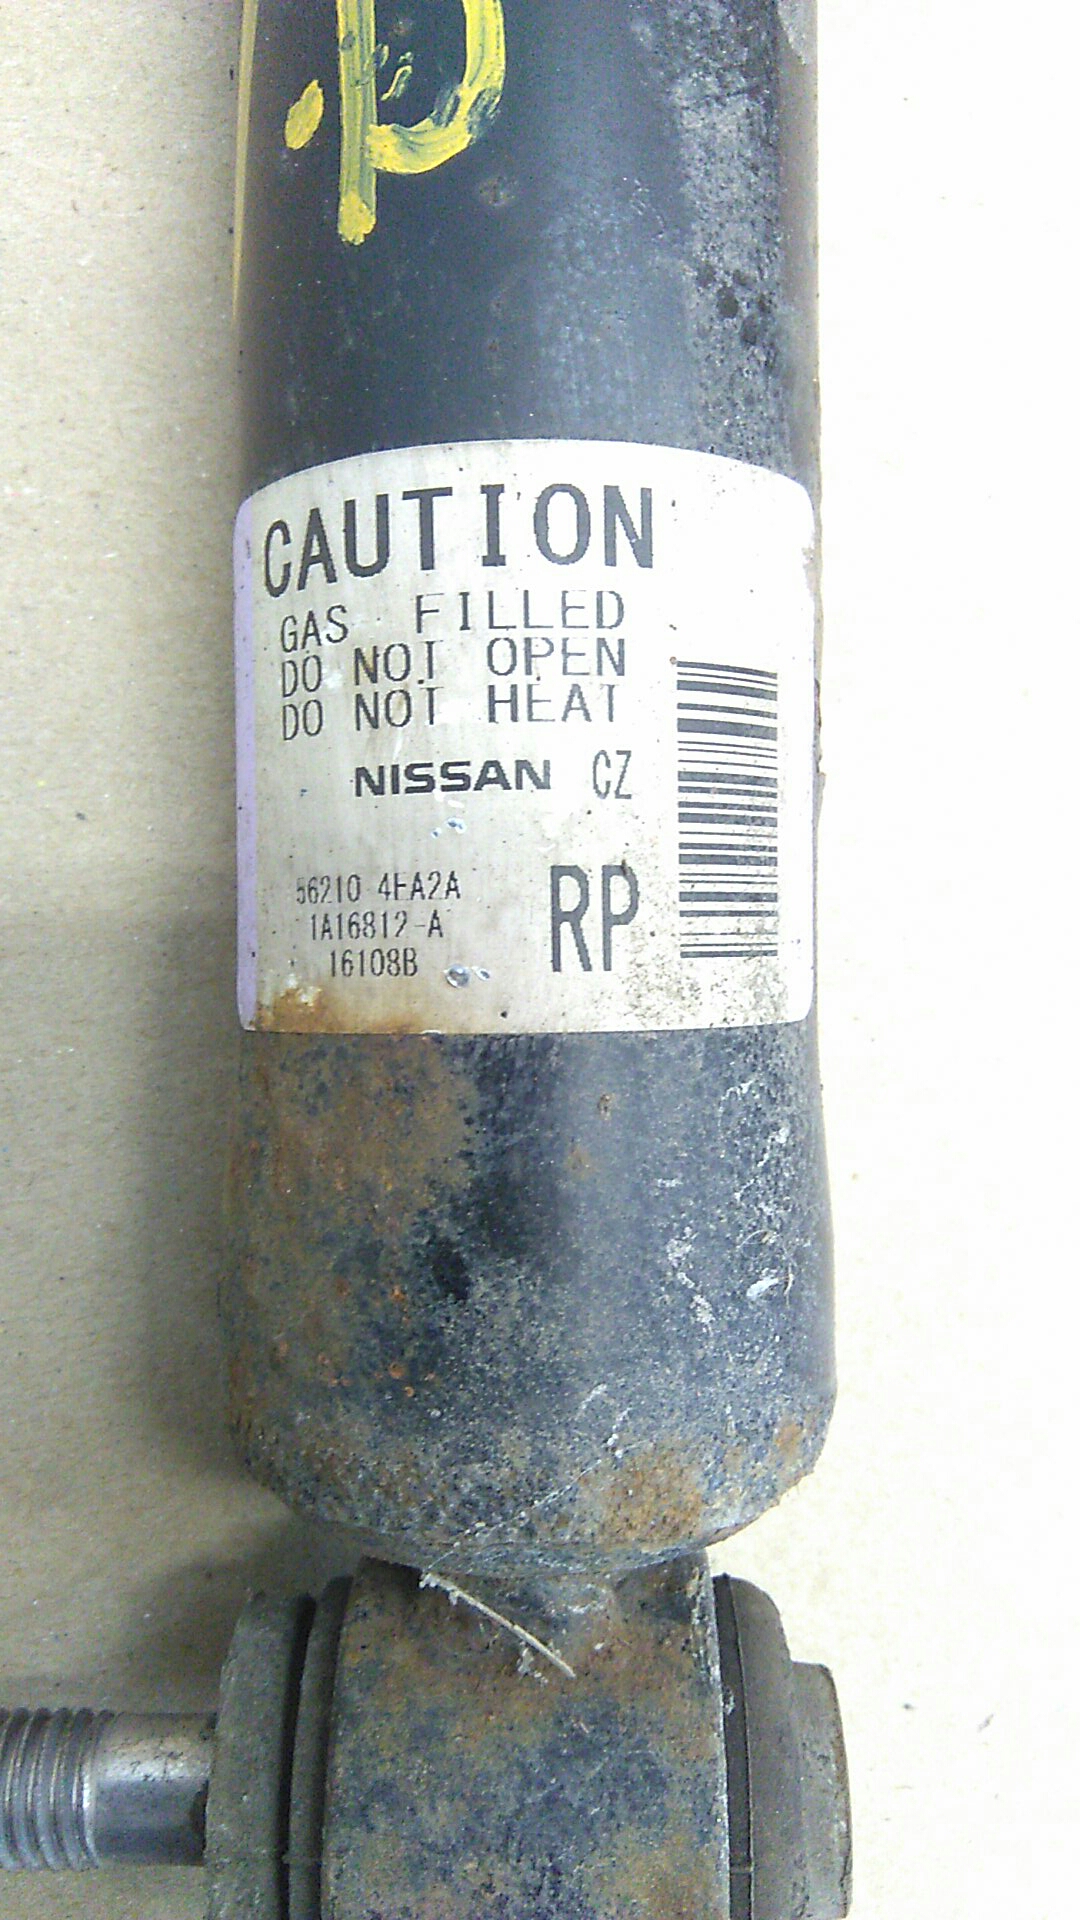 CAUTION
GAS FILLED
DO NOT OPEN
DO NOT HEAT
NISSAN CZ
56210 4EA2A
RP
1A16812-A
16108B